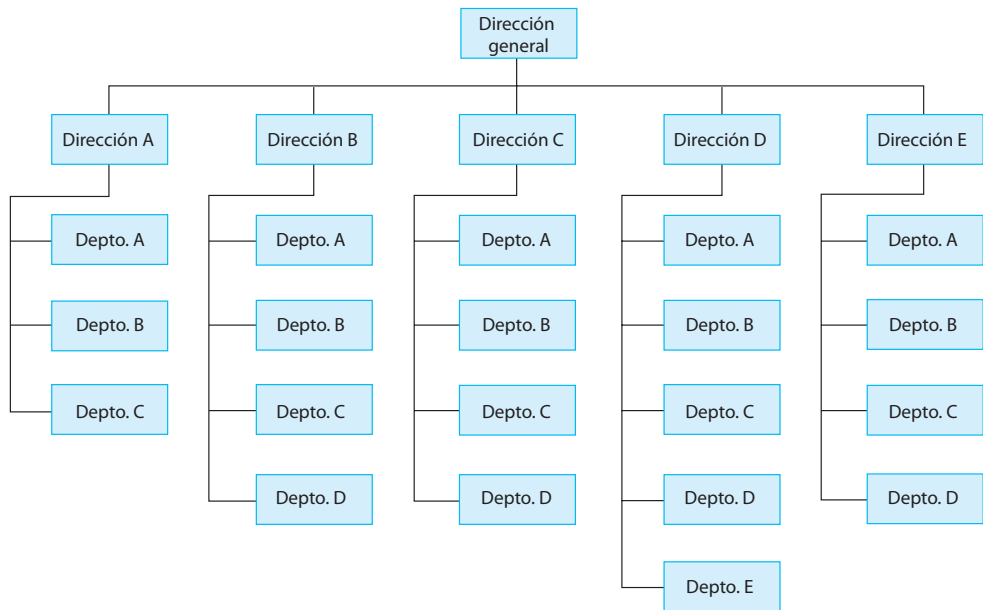 Dirección
general
Dirección A
Dirección B
Dirección C
Dirección D
Dirección E
Depto. A
Depto. A
Depto. A
Depto. A
Depto. A
Depto. B
Depto. B
Depto. B
Depto. B
Depto. B
Depto. C
Depto. C
Depto. C
Depto. C
Depto. C
Depto. D
Depto. D
Depto. D
Depto. D
Depto. E